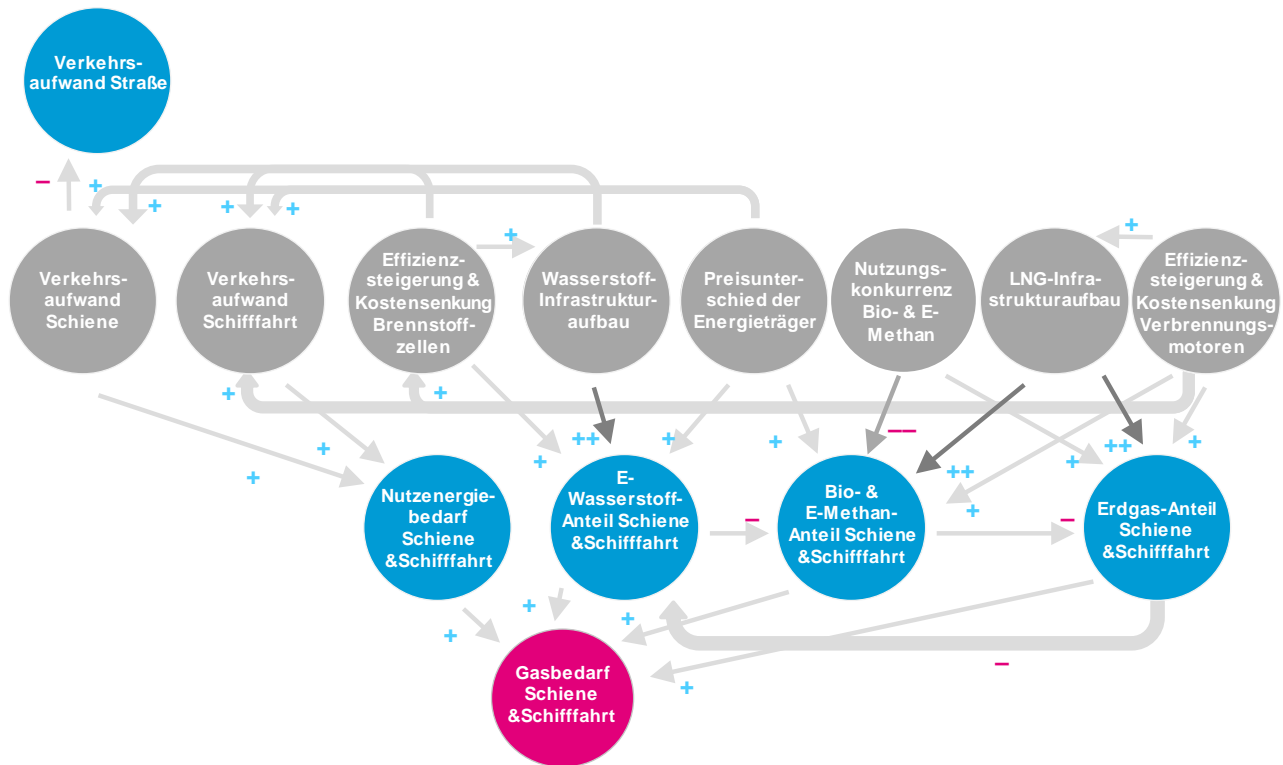 Verkehrs-
aufwand Straße
–
+
+
+
+
Verkehrs-
aufwand
Schiene
Verkehrs-
aufwand
Schifffahrt
Effizienz-
steigerung &
Kostensenkung
Brennstoff-
zellen
+
Wasserstoff-
Infrastruktur-
aufbau
Preisunter-
schied der
Energieträger
Nutzungs-
konkurrenz
Bio- & E-
Methan
LNG-Infra-
strukturaufbau
+
Effizienz-
steigerung &
Kostensenkung
Verbrennungs-
motoren
+
+
+
+
+
++
+
+
––
++
+
+
++
+
Nutzenergie-
bedarf
Schiene
&Schifffahrt
E-
Wasserstoff-
Anteil Schiene
&Schifffahrt
–
Bio- &
E-Methan-
Anteil Schiene
&Schifffahrt
–
Erdgas-Anteil
Schiene
&Schifffahrt
+
+
+
+
–
Gasbedarf
Schiene
&Schifffahrt